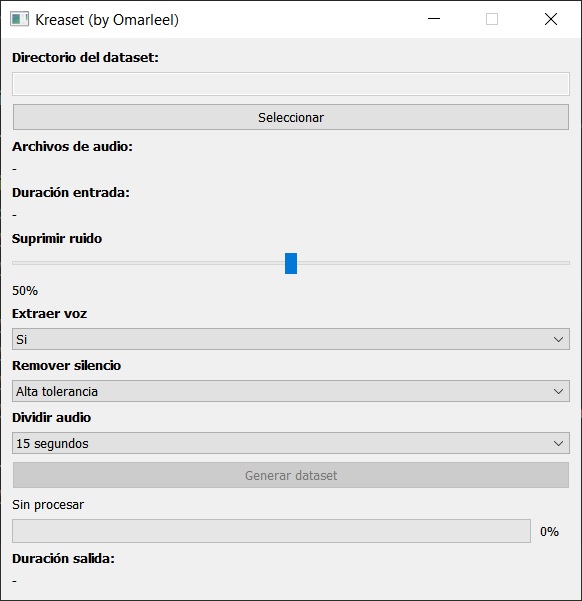 Kreaset (by Omarleel)
Directorio del dataset:
Seleccionar
Archivos de audio:
-
Duración entrada:
-
Suprimir ruido
50%
Extraer voz
Si
Remover silencio
Alta tolerancia
Dividir audio
15 segundos
Generar dataset
Sin procesar
0%
Duración salida:
-